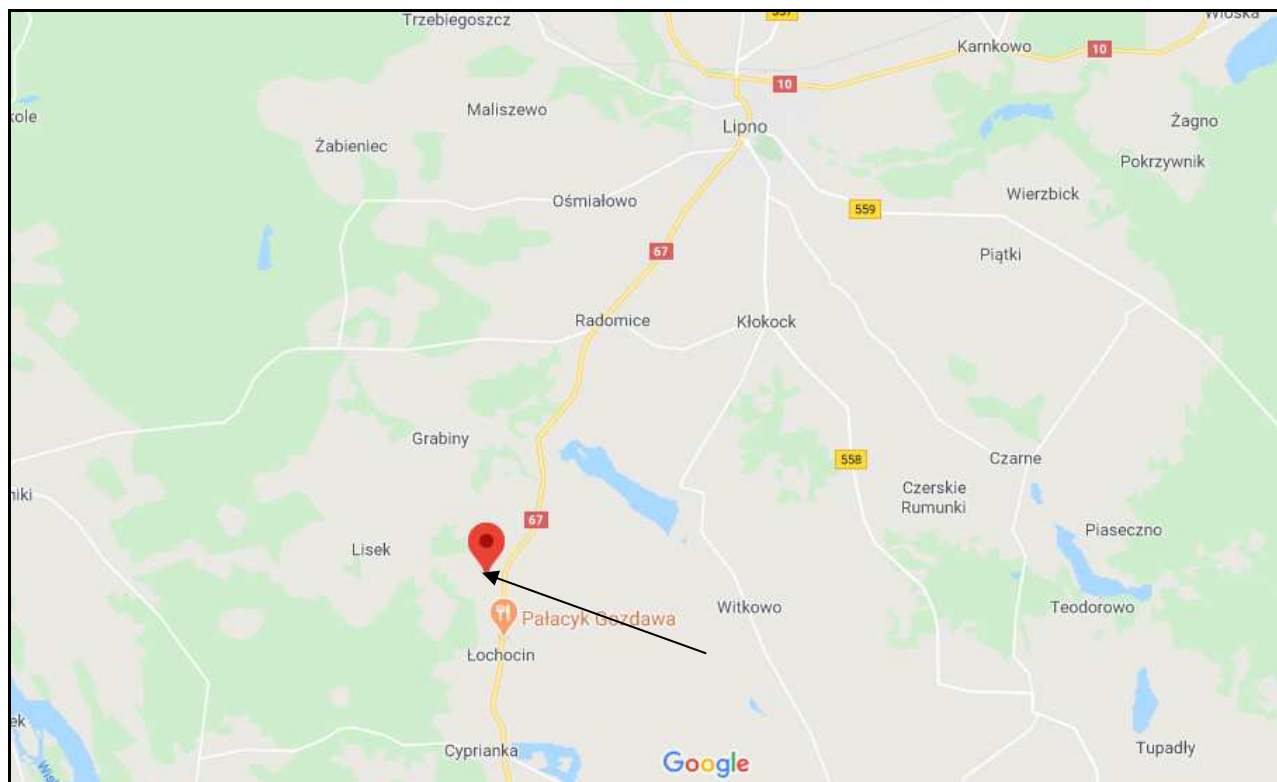 Trzebiegoszcz
557
Karnkowo
10
10
Maliszewo
Lipno
Żagno
Żabieniec
Pokrzywnik
Ośmiałowo
Wierzbick
559
67
Piątki
Radomice
Kłokock
Grabiny
558
Czarne
Czerskie
Rumunki
67
Piaseczno
Lisek
Pałacyk Gozdawa
Witkowo
Teodorowo
Łochocin
Cyprianka
Google
Tupadły